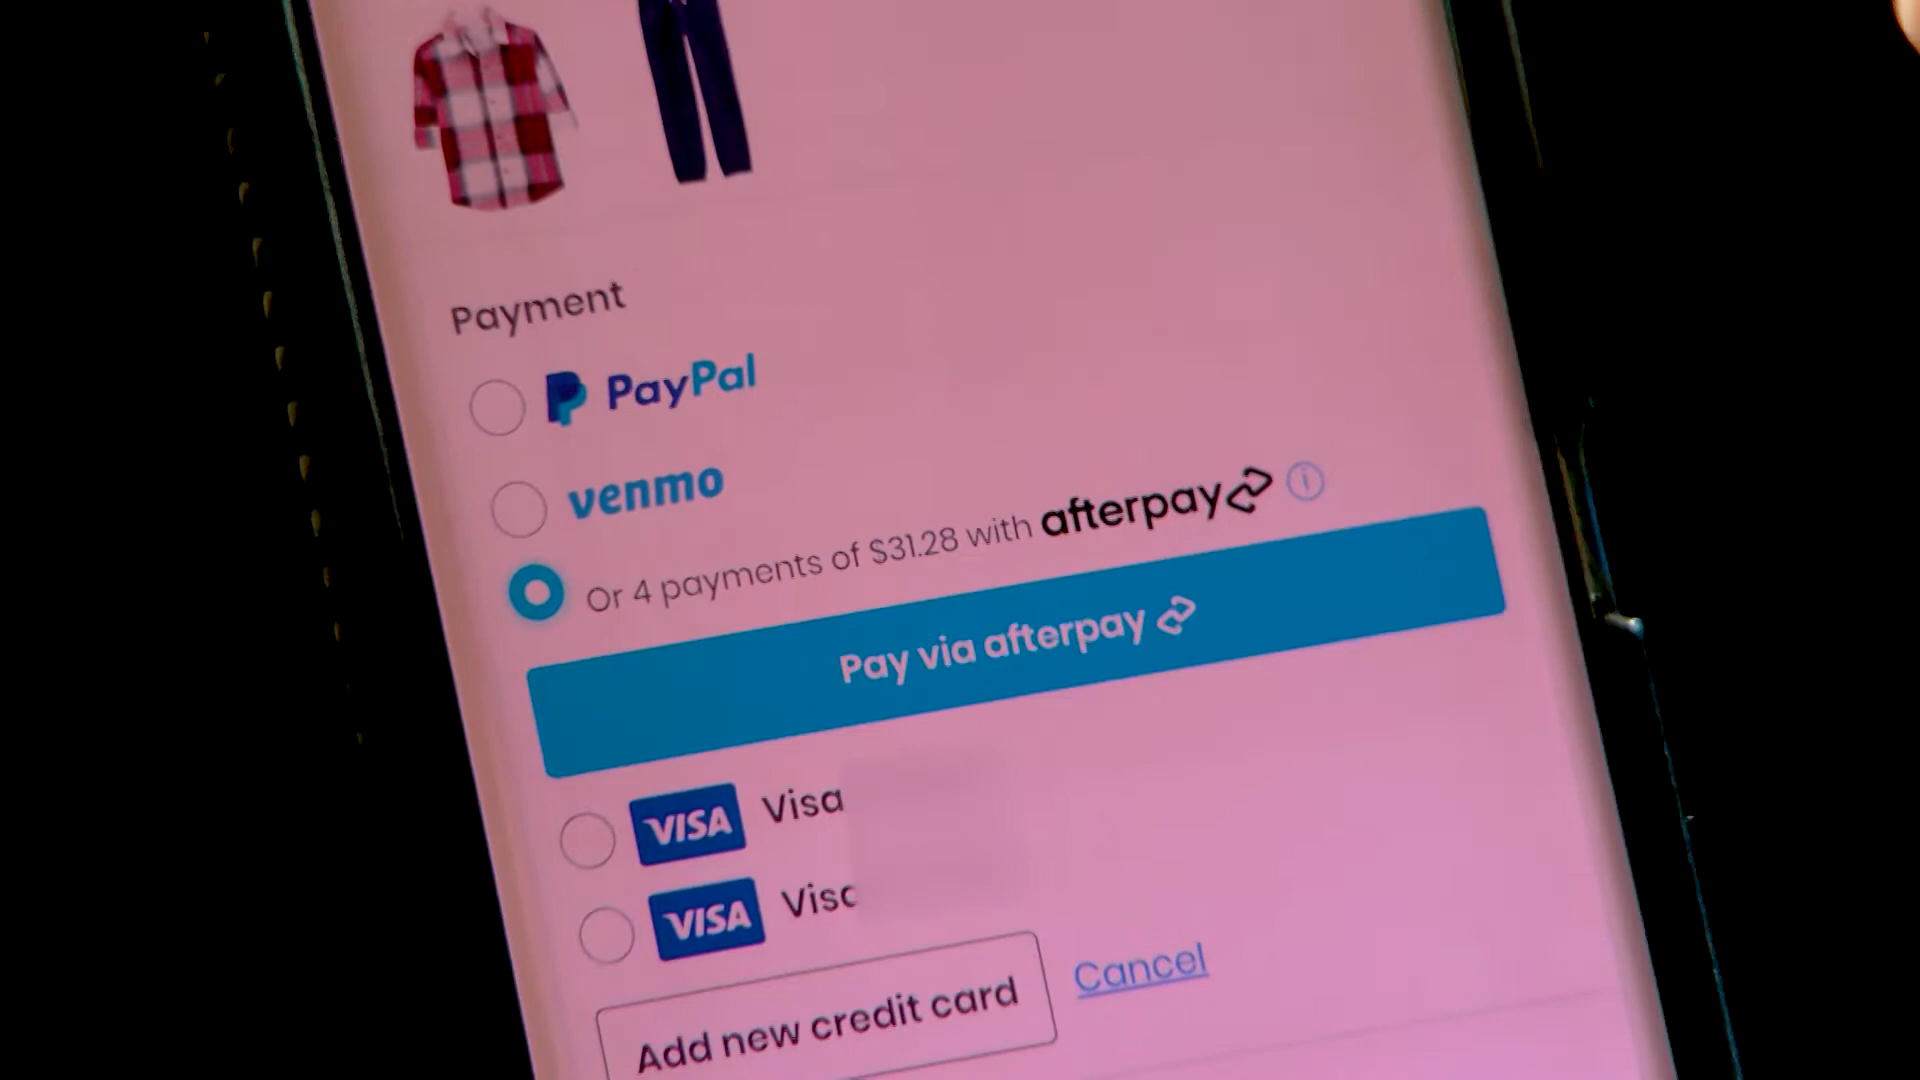 Payment
PayPal
venmo
Or 4 payments of $31.28 with afterpay
Pay via afterpay
VISA Visa
VISA Visa
Add new credit card
Cancel